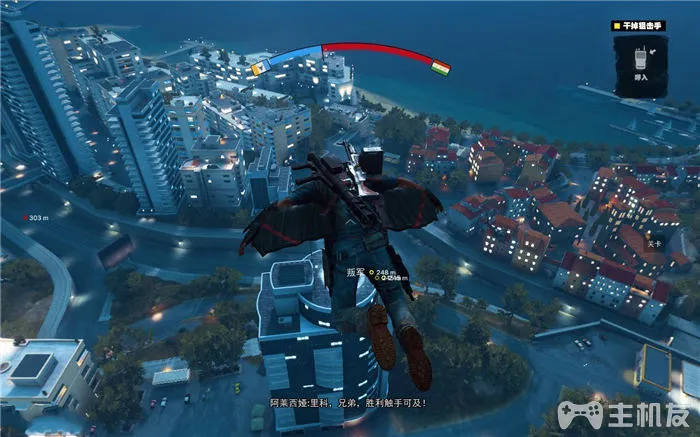 干掉狙击手
呼入
303 m
关卡
叛军 248 m
阿莱西娅:里科，兄弟，胜利触手可及！
主机友